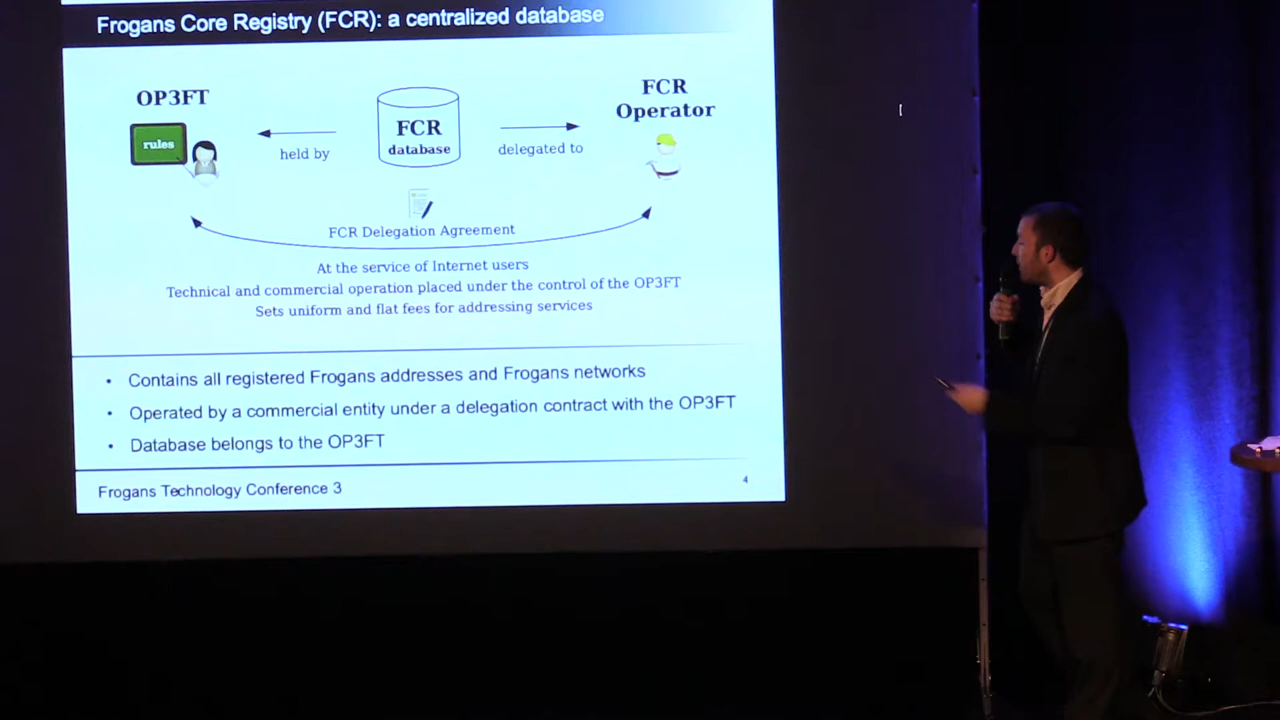 Frogans Core Registry (FCR): a centralized database
OP3FT
rules
held by
FCR
database
delegated to
FCR
Operator
FCR Delegation Agreement
At the service of Internet users
Technical and commercial operation placed under the control of the OP3FT
Sets uniform and flat fees for addressing services
• Contains all registered Frogans addresses and Frogans networks
• Operated by a commercial entity under a delegation contract with the OP3FT
• Database belongs to the OP3FT
Frogans Technology Conference 3
4